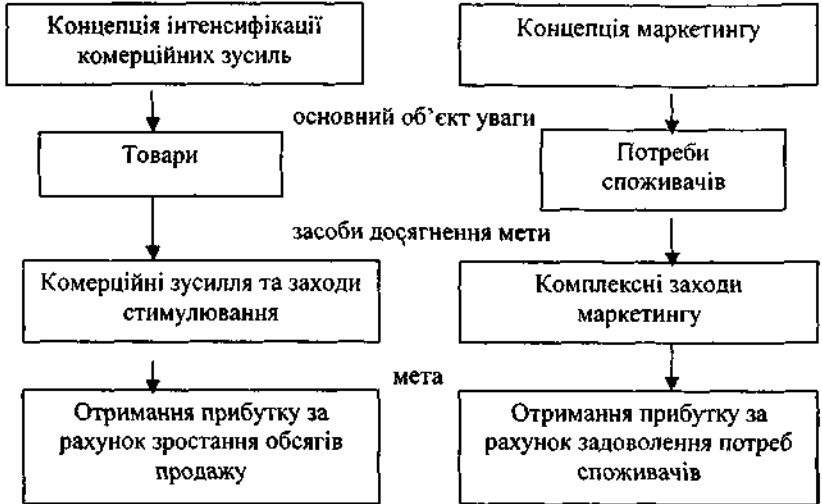 Концепція інтенсифікації
комерційних зусиль
Концепція маркетингу
основний об’єкт уваги
Товари
Потреби
споживачів
засоби досягнення мети
Комерційні зусилля та заходи
стимулювання
Комплексні заходи
маркетингу
мета
Отримання прибутку за
рахунок зростання обсягів
продажу
Отримання прибутку за
рахунок задоволення потреб
споживачів